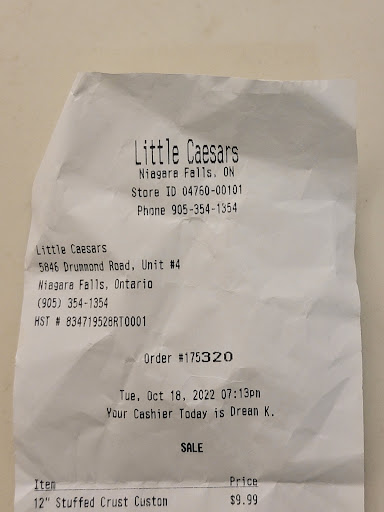 Little Caesars
Niagara Falls, ON
Store ID 04760-00101
Phone 905-354-1354
Little Caesars
5846 Drummond Road, Unit #4
Niagara Falls, Ontario
(905) 354-1354
HST # 834719528RT0001
Order #175320
Tue, Oct 18, 2022 07:13pm
Your Cashier Today is Drean K.
SALE
Item Price
12" Stuffed Crust Custom $9.99